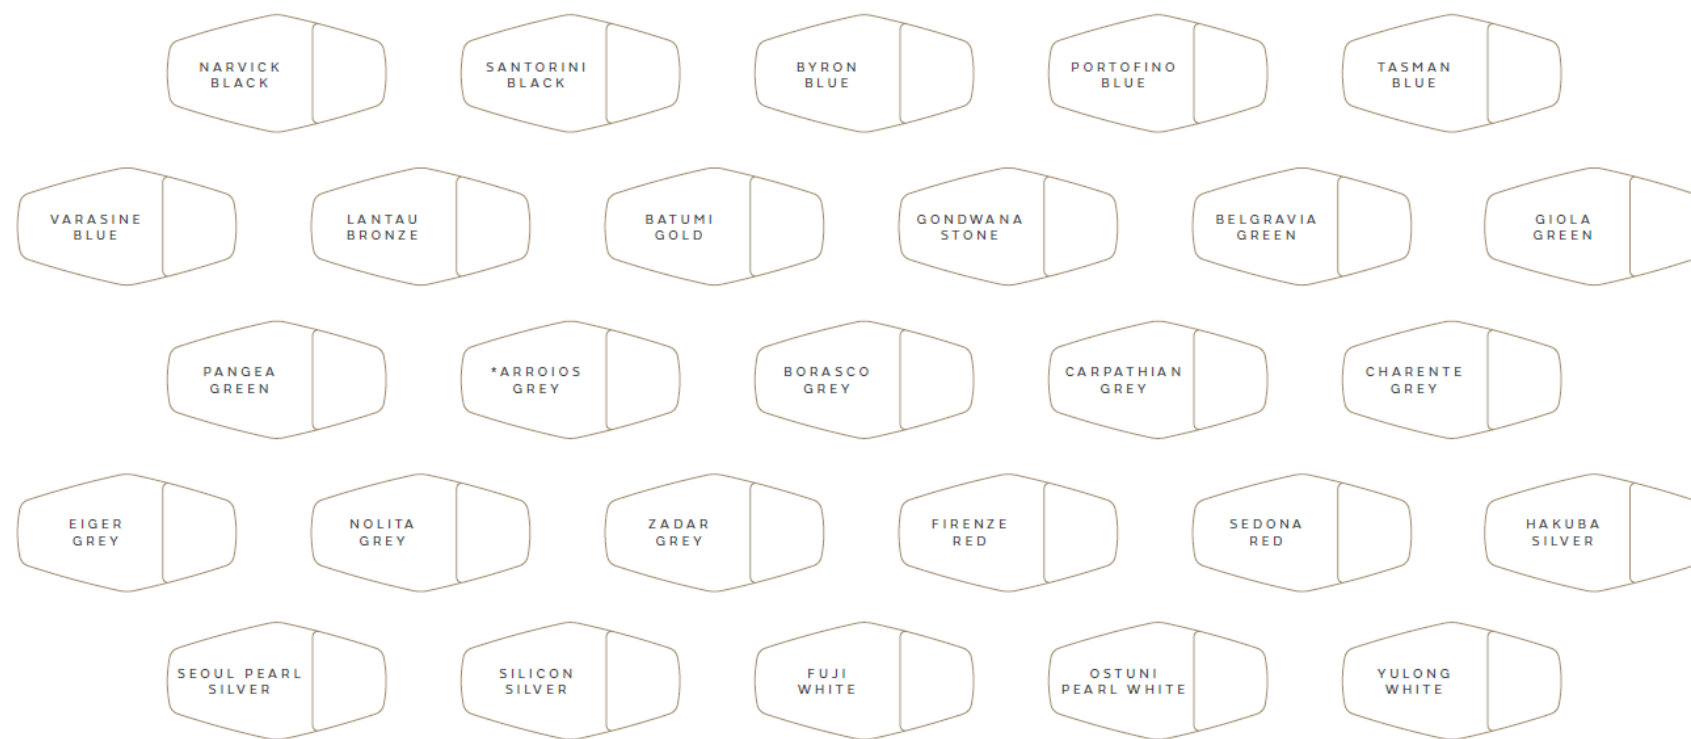 NARVICK
BLACK
SANTORINI
BLACK
BYRON
BLUE
PORTOFINO
BLUE
TASMAN
BLUE
VARASINE
BLUE
LANTAU
BRONZE
BATUMI
GOLD
GONDWANA
STONE
BELGRAVIA
GREEN
GIOLA
GREEN
PANGEA
GREEN
*ARROIOS
GREY
BORASCO
GREY
CARPATHIAN
GREY
CHARENTE
GREY
EIGER
GREY
NOLITA
GREY
ZADAR
GREY
FIRENZE
RED
SEDONA
RED
HAKUBA
SILVER
SEOUL PEARL
SILVER
SILICON
SILVER
FUJI
WHITE
OSTUNI
PEARL WHITE
YULONG
WHITE